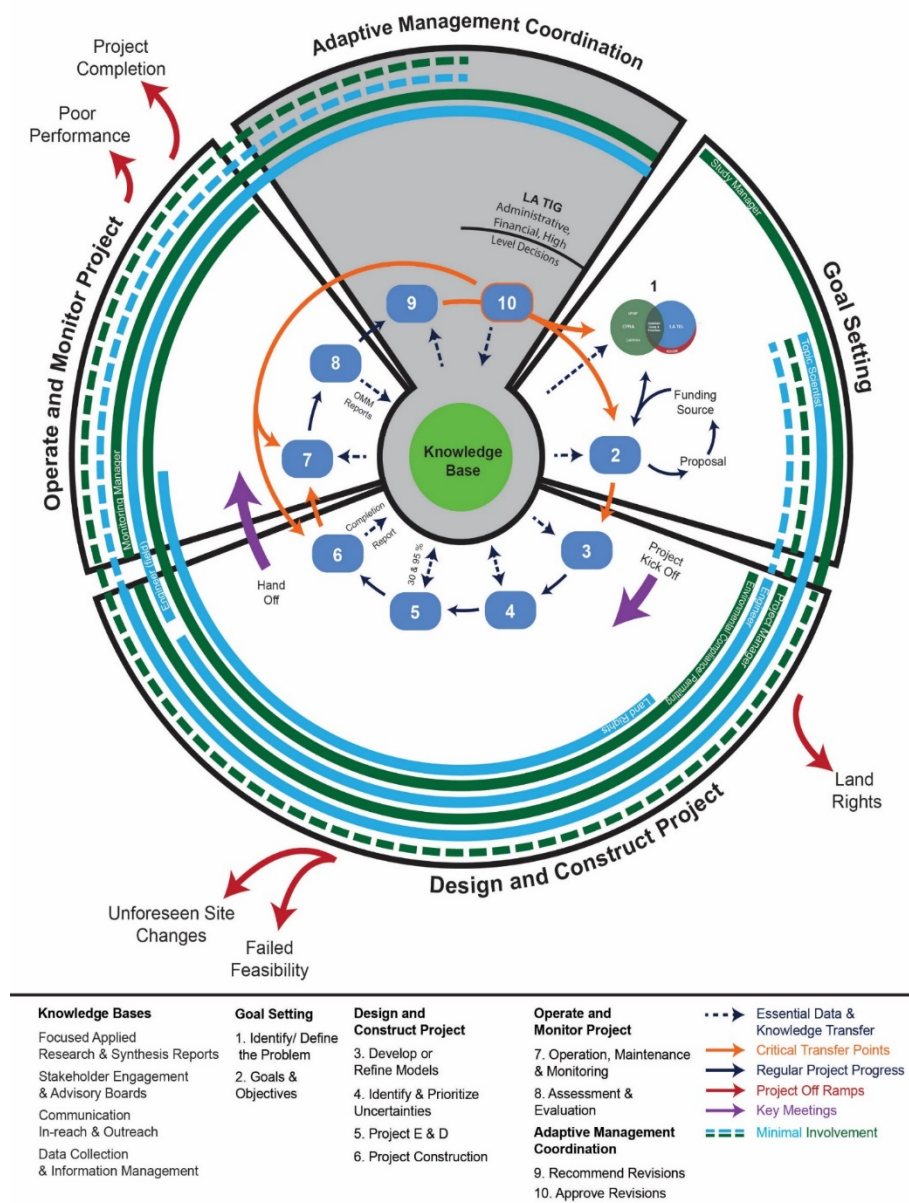 Adaptive Management Coordination
Project
Completion
Poor
Performance
Operate and Monitor Project
Goal Setting
Design and Construct Project
Study Manager
Topic Scientist
LA TIG
Administrative,
Financial, High
Level Decisions
1
CPRA
LA TIG
9
10
8
OMM
Reports
7
Knowledge
Base
2
Funding
Source
Proposal
Completion
Report
6
30 & 95 %
5
4
3
Project
Kick Off
Hand
Off
Monitoring Manager
Engineer (field)
Land Rights
Environmental Compliance/ Permitting
Engineer
Project Manager
Land
Rights
Unforeseen Site
Changes
Failed
Feasibility
Knowledge Bases
Focused Applied
Research & Synthesis Reports
Stakeholder Engagement
& Advisory Boards
Communication
In-reach & Outreach
Data Collection
& Information Management
Goal Setting
1. Identify/ Define
the Problem
2. Goals &
Objectives
Design and
Construct Project
3. Develop or
Refine Models
4. Identify & Prioritize
Uncertainties
5. Project E & D
6. Project Construction
Operate and
Monitor Project
7. Operation, Maintenance
& Monitoring
8. Assessment &
Evaluation
Adaptive Management
Coordination
9. Recommend Revisions
10. Approve Revisions
Essential Data &
Knowledge Transfer
Critical Transfer Points
Regular Project Progress
Project Off Ramps
Key Meetings
Minimal Involvement